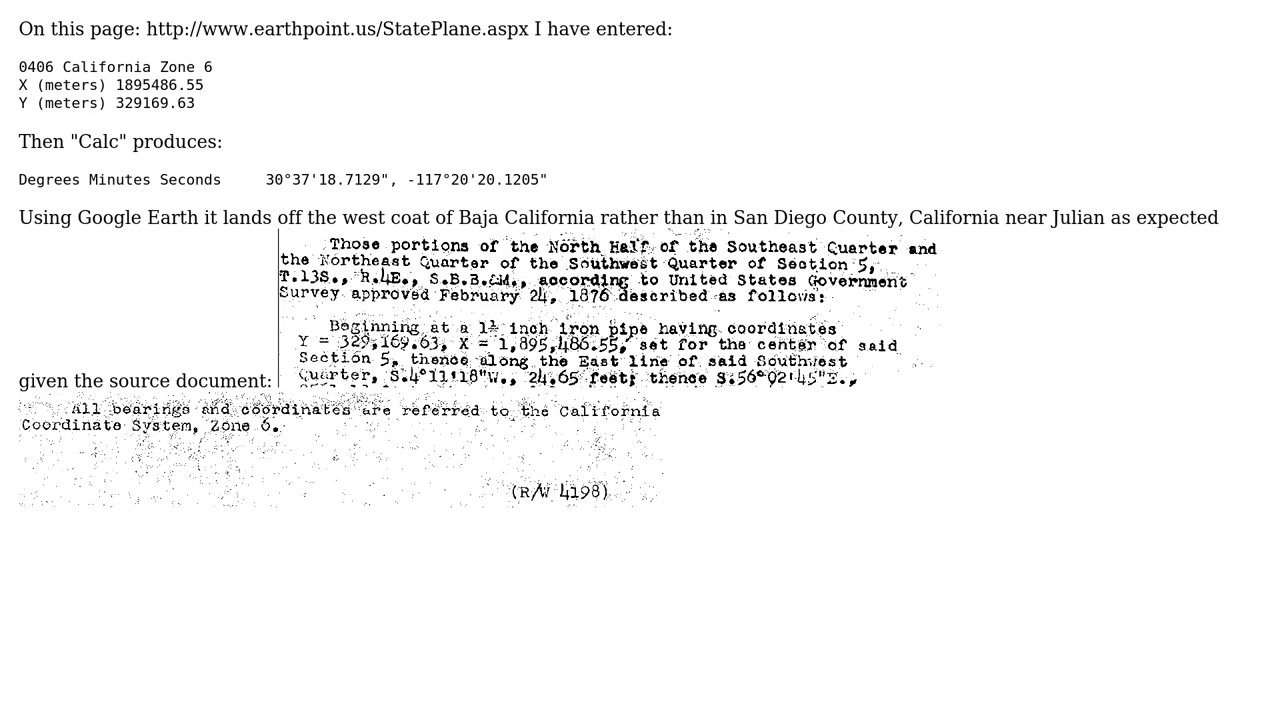 On this page: http://www.earthpoint.us/StatePlane.aspx I have entered:
0406 California Zone 6
X (meters) 1895486.55
Y (meters) 329169.63
Then "Calc" produces:
Degrees Minutes Seconds 30°37'18.7129", -117°20'20.1205"
Using Google Earth it lands off the west coat of Baja California rather than in San Diego County, California near Julian as expected
Those portions of the North Half of the Southeast Quarter and
the Northeast Quarter of the Southwest Quarter of Section 5,
T.13S., R.4E., S.B.B.&M., according to United States Government
Survey approved February 24, 1876 described as follows:
Beginning at a 1½ inch iron pipe having coordinates
Y = 329,169.63, X = 1,895,486.55, set for the center of said
Section 5, thence along the East line of said Southwest
given the source document: Quarter, S.4°11'18"W., 24.65 feet; thence S.56°02'45"E.,
All bearings and coordinates are referred to the California
Coordinate System, Zone 6.
(R/W 4198)